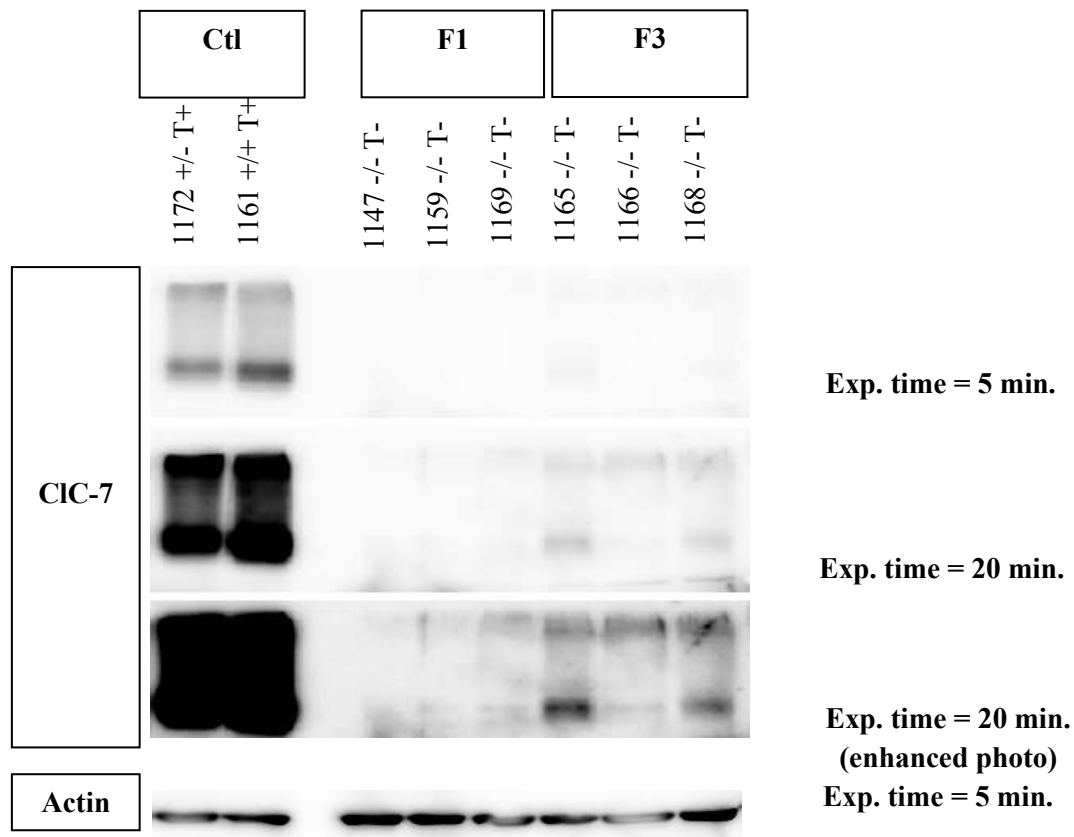 Ctl
F1
F3
1172 +/- T+
1161 +/+ T+
1147 -/- T-
1159 -/- T-
1169 -/- T-
1165 -/- T-
1166 -/- T-
1168 -/- T-
ClC-7
Exp. time = 5 min.
Exp. time = 20 min.
Exp. time = 20 min.
(enhanced photo)
Actin
Exp. time = 5 min.